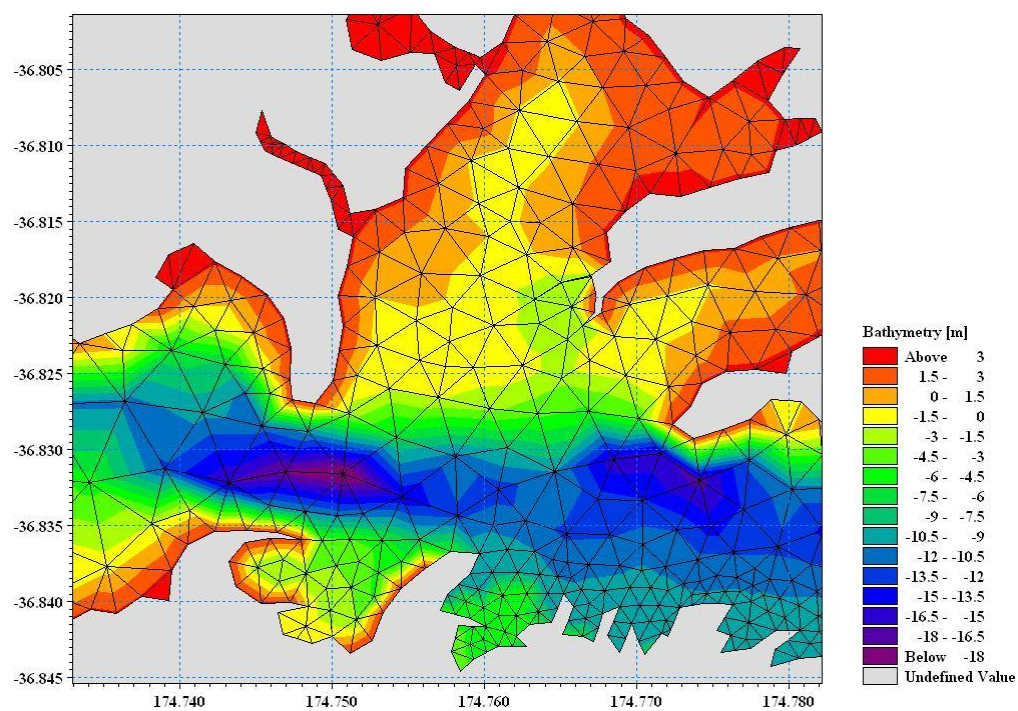 -36.805
-36.810
-36.815
-36.820
-36.825
-36.830
-36.835
-36.840
-36.845
174.740 174.750 174.760 174.770 174.780
Bathymetry [m]
Above 3
1.5 - 3
0 - 1.5
-1.5 - 0
-3 - -1.5
-4.5 - -3
-6 - -4.5
-7.5 - -6
-9 - -7.5
-10.5 - -9
-12 - -10.5
-13.5 - -12
-15 - -13.5
-16.5 - -15
-18 - -16.5
Below -18
Undefined Value